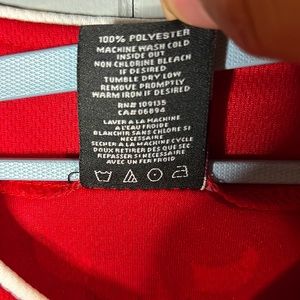 100% POLYESTER
MACHINE WASH COLD
INSIDE OUT
NON CHLORINE BLEACH
IF DESIRED
TUMBLE DRY LOW
REMOVE PROMPTLY
WARM IRON IF DESIRED
RN# 109135
CA# 06894
LAVER A LA MACHINE
A L'EAU FROIDE
BLANCHIR SANS CHLORE SI
NECESSAIRE
SECHER A LA MACHINE CYCLE
DOUX RETIRER DES QUE SEC.
REPASSER SI NECESSAIRE
AVEC UN FER FROID